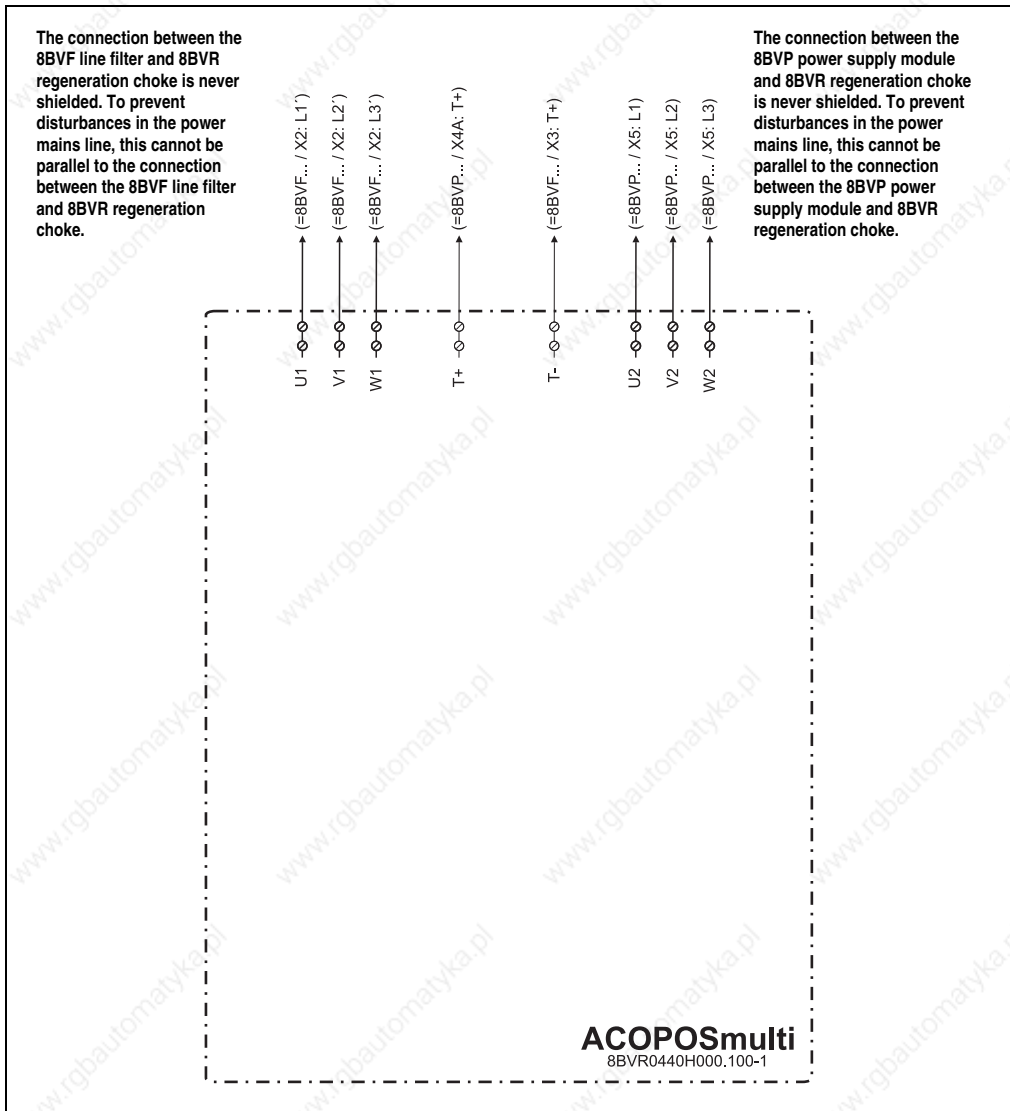 The connection between the
8BVF line filter and 8BVR
regeneration choke is never
shielded. To prevent
disturbances in the power
mains line, this cannot be
parallel to the connection
between the 8BVP power
supply module and 8BVR
regeneration choke.
The connection between the
8BVP power supply module
and 8BVR regeneration choke
is never shielded. To prevent
disturbances in the power
mains line, this cannot be
parallel to the connection
between the 8BVF line filter
and 8BVR regeneration
choke.
(=8BVF... / X2: L1´)
(=8BVF... / X2: L2´)
(=8BVF... / X2: L3´)
(=8BVP... / X4A: T+)
(=8BVF... / X3: T+)
(=8BVP... / X5: L1)
(=8BVP... / X5: L2)
(=8BVP... / X5: L3)
U1
V1
W1
T+
T-
U2
V2
W2
ACOPOSmulti
8BVR0440H000.100-1
www.rgbautomatyka.pl